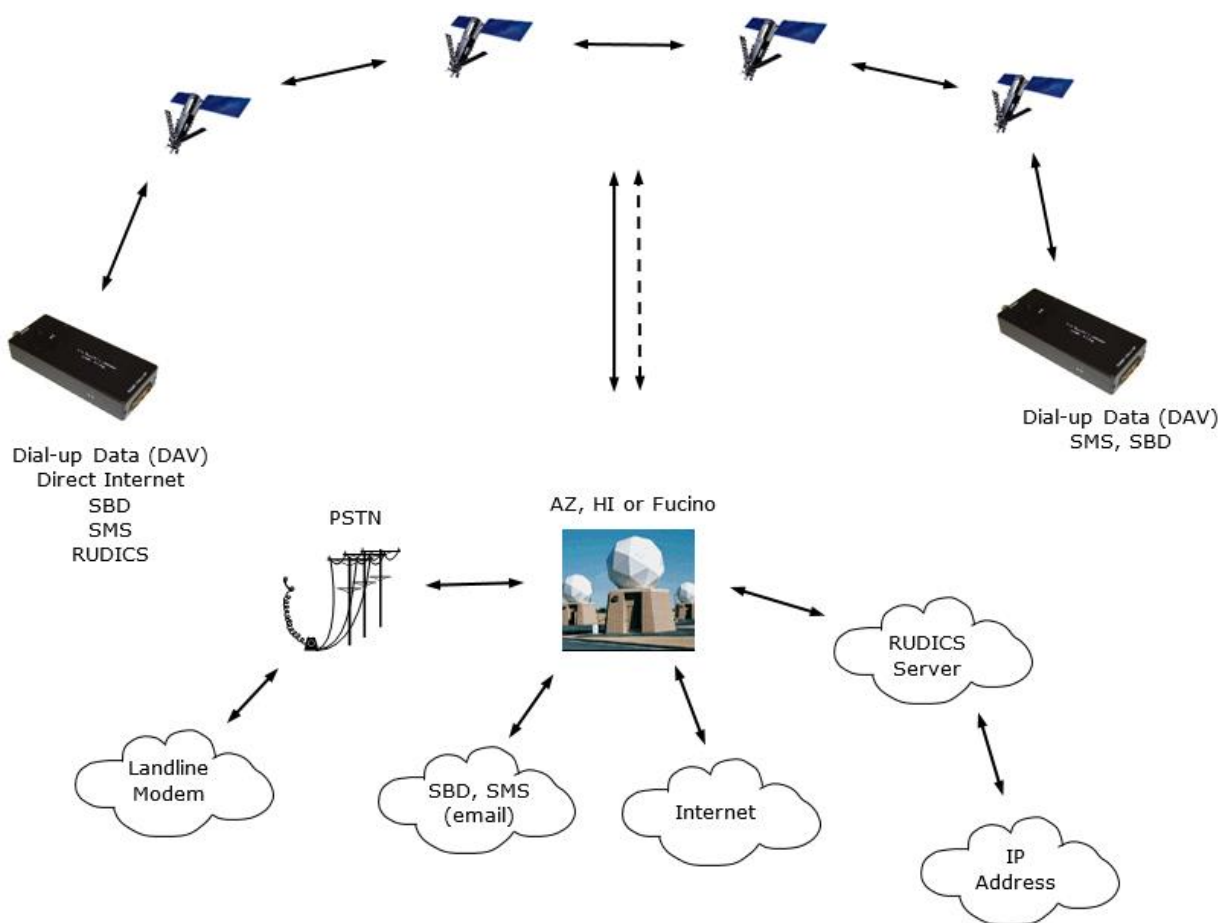 Dial-up Data (DAV)
Direct Internet
SBD
SMS
RUDICS
Dial-up Data (DAV)
SMS, SBD
PSTN
AZ, HI or Fucino
RUDICS
Server
Landline
Modem
SBD, SMS
(email)
Internet
IP
Address